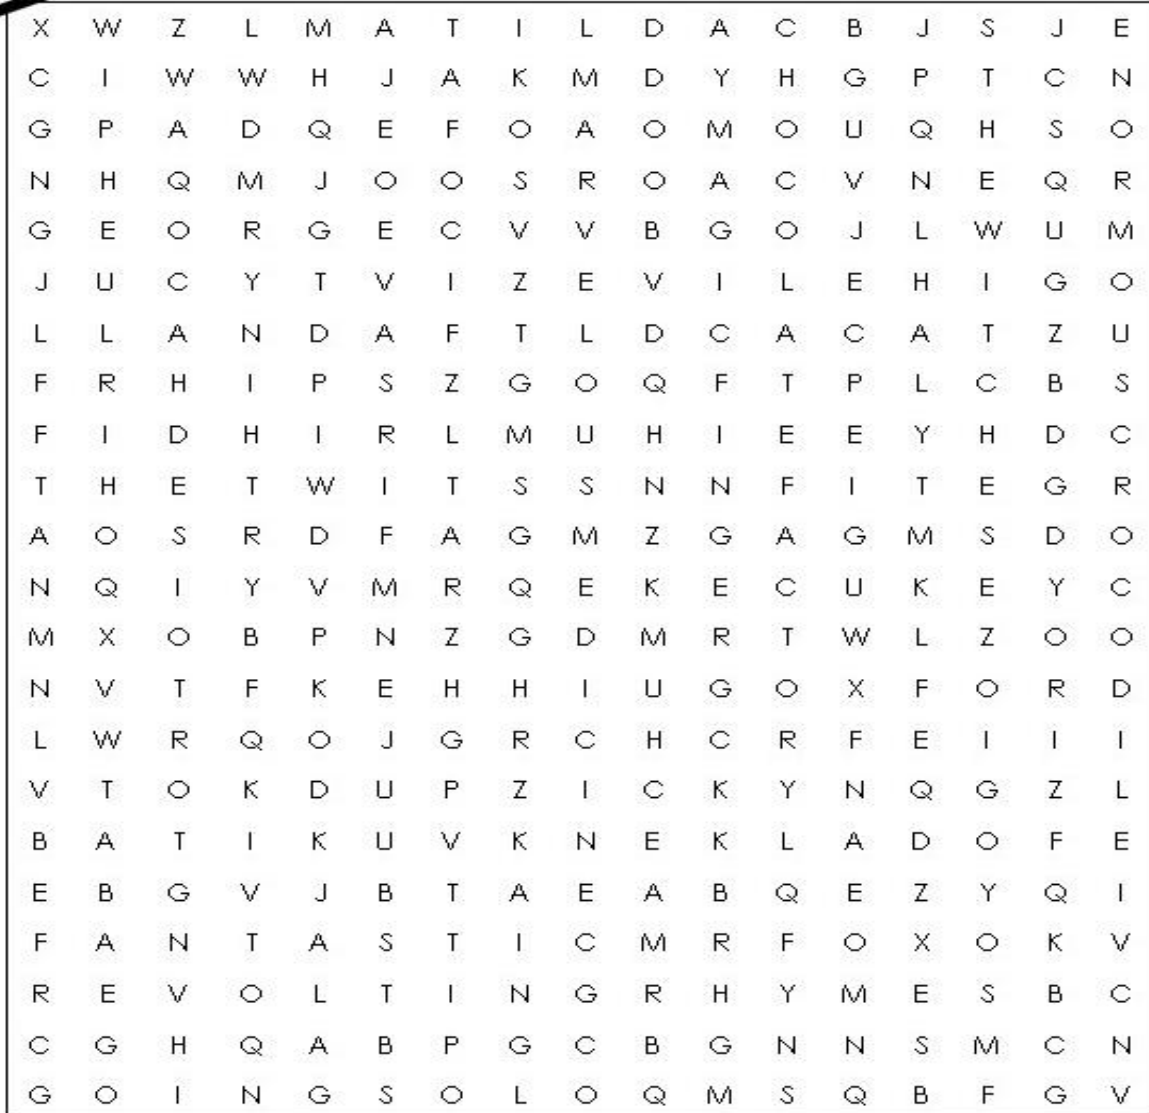 X W Z L M A T I L D A C B J S J E
C I W W H J A K M D Y H G P T C N
G P A D Q E F O A O M O U Q H S O
N H Q M J O O S R O A C V N E Q R
G E O R G E C V V B G O J L W U M
J U C Y T V I Z E V I L E H I G O
L L A N D A F T L D C A C A T Z U
F R H I P S Z G O Q F T P L C B S
F I D H I R L M U H I E E Y H D C
T H E T W I T S S N N F I T E G R
A O S R D F A G M Z G A G M S D O
N Q I Y V M R Q E K E C U K E Y C
M X O B P N Z G D M R T W L Z O O
N V T F K E H H I U G O X F O R D
L W R Q O J G R C H C R F E I I I
V T O K D U P Z I C K Y N Q G Z L
B A T I K U V K N E K L A D O F E
E B G V J B T A E A B Q E Z Y Q I
F A N T A S T I C M R F O X O K V
R E V O L T I N G R H Y M E S B C
C G H Q A B P G C B G N N S M C N
G O I N G S O L O Q M S Q B F G V